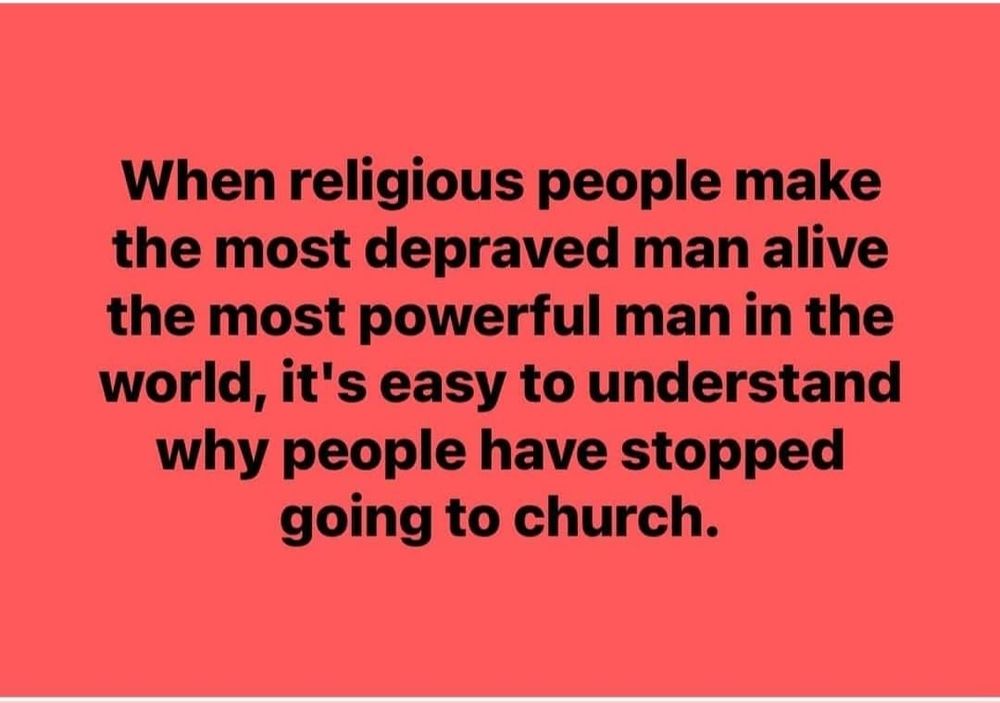 When religious people make
the most depraved man alive
the most powerful man in the
world, it's easy to understand
why people have stopped
going to church.